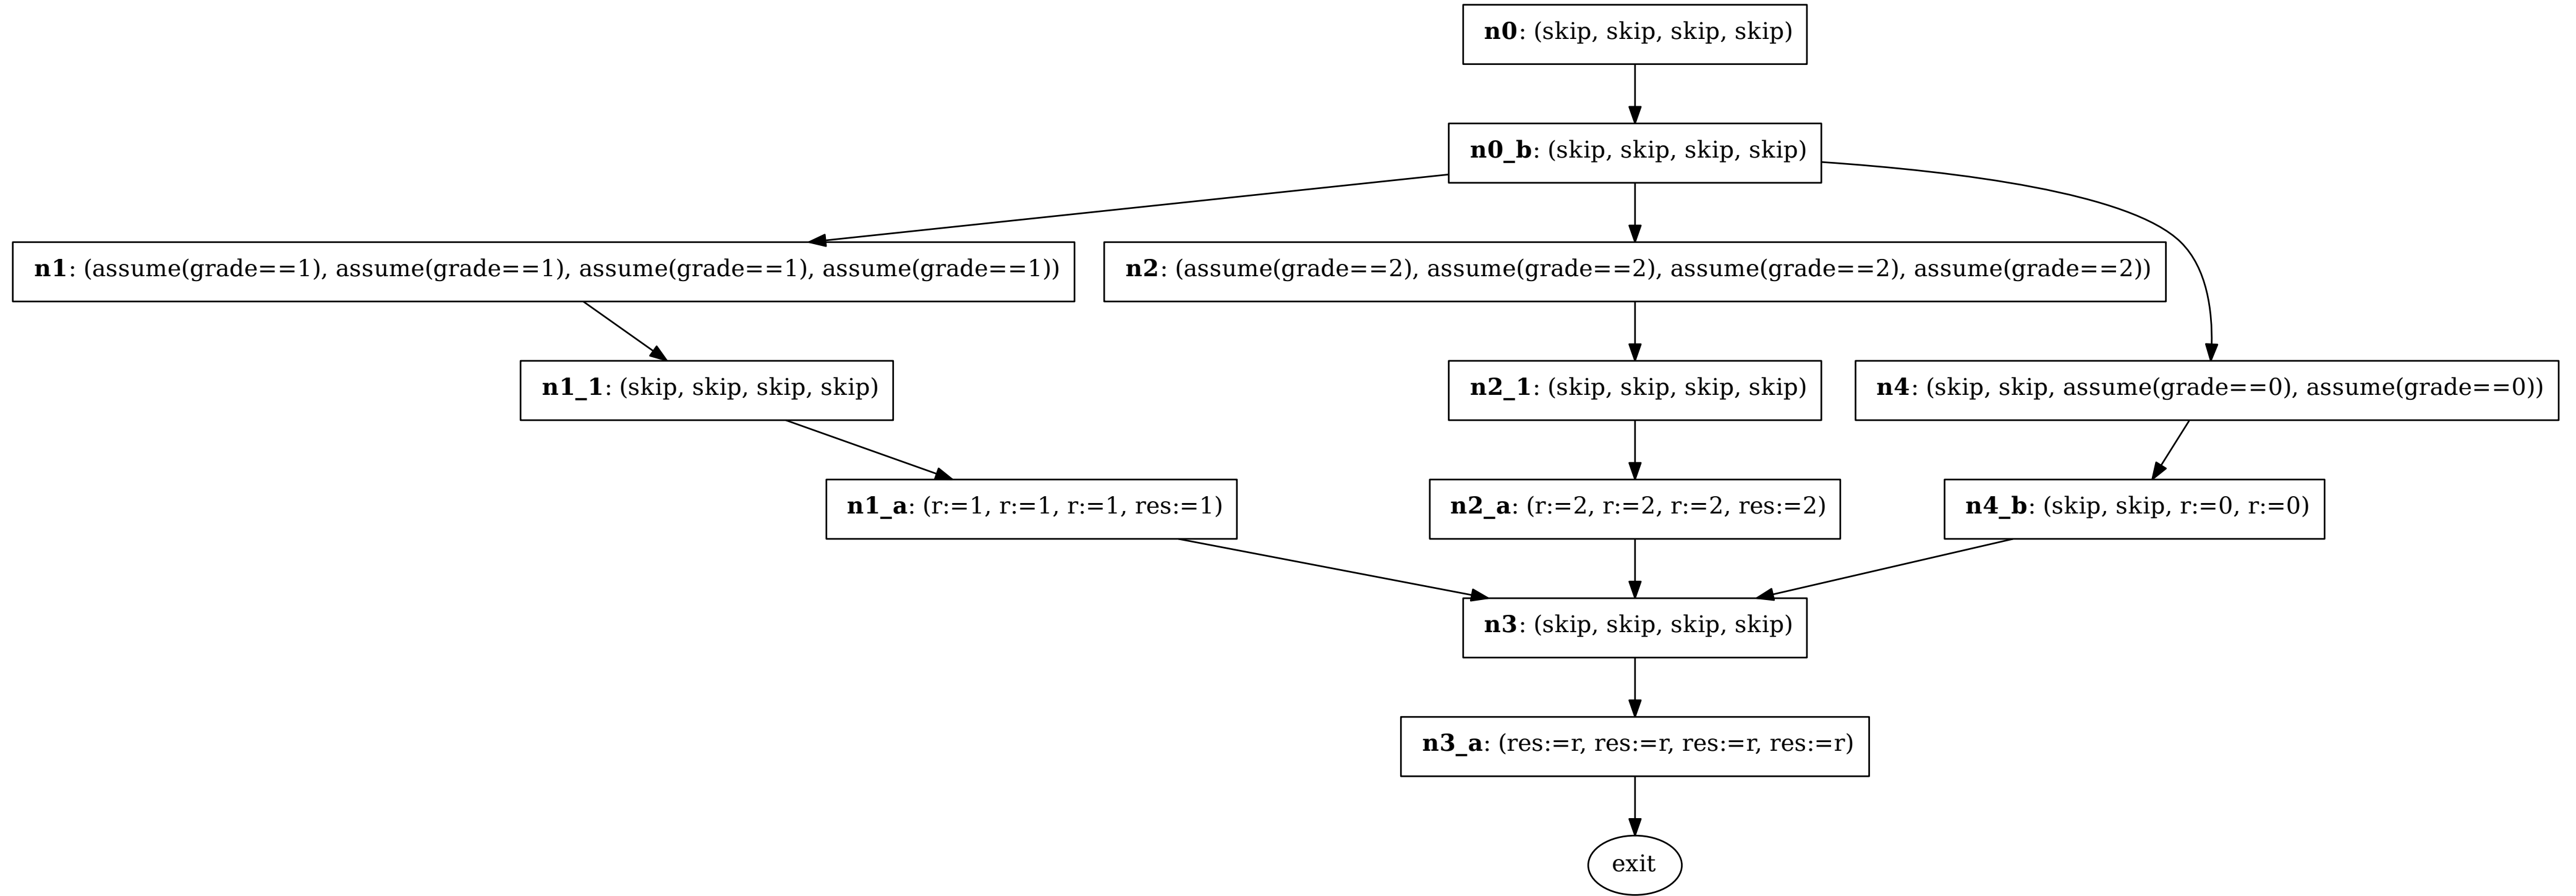 n0: (skip, skip, skip, skip)
n0_b: (skip, skip, skip, skip)
n1: (assume(grade==1), assume(grade==1), assume(grade==1), assume(grade==1))
n2: (assume(grade==2), assume(grade==2), assume(grade==2), assume(grade==2))
n1_1: (skip, skip, skip, skip)
n2_1: (skip, skip, skip, skip)
n4: (skip, skip, assume(grade==0), assume(grade==0))
n1_a: (r:=1, r:=1, r:=1, res:=1)
n2_a: (r:=2, r:=2, r:=2, res:=2)
n4_b: (skip, skip, r:=0, r:=0)
n3: (skip, skip, skip, skip)
n3_a: (res:=r, res:=r, res:=r, res:=r)
exit